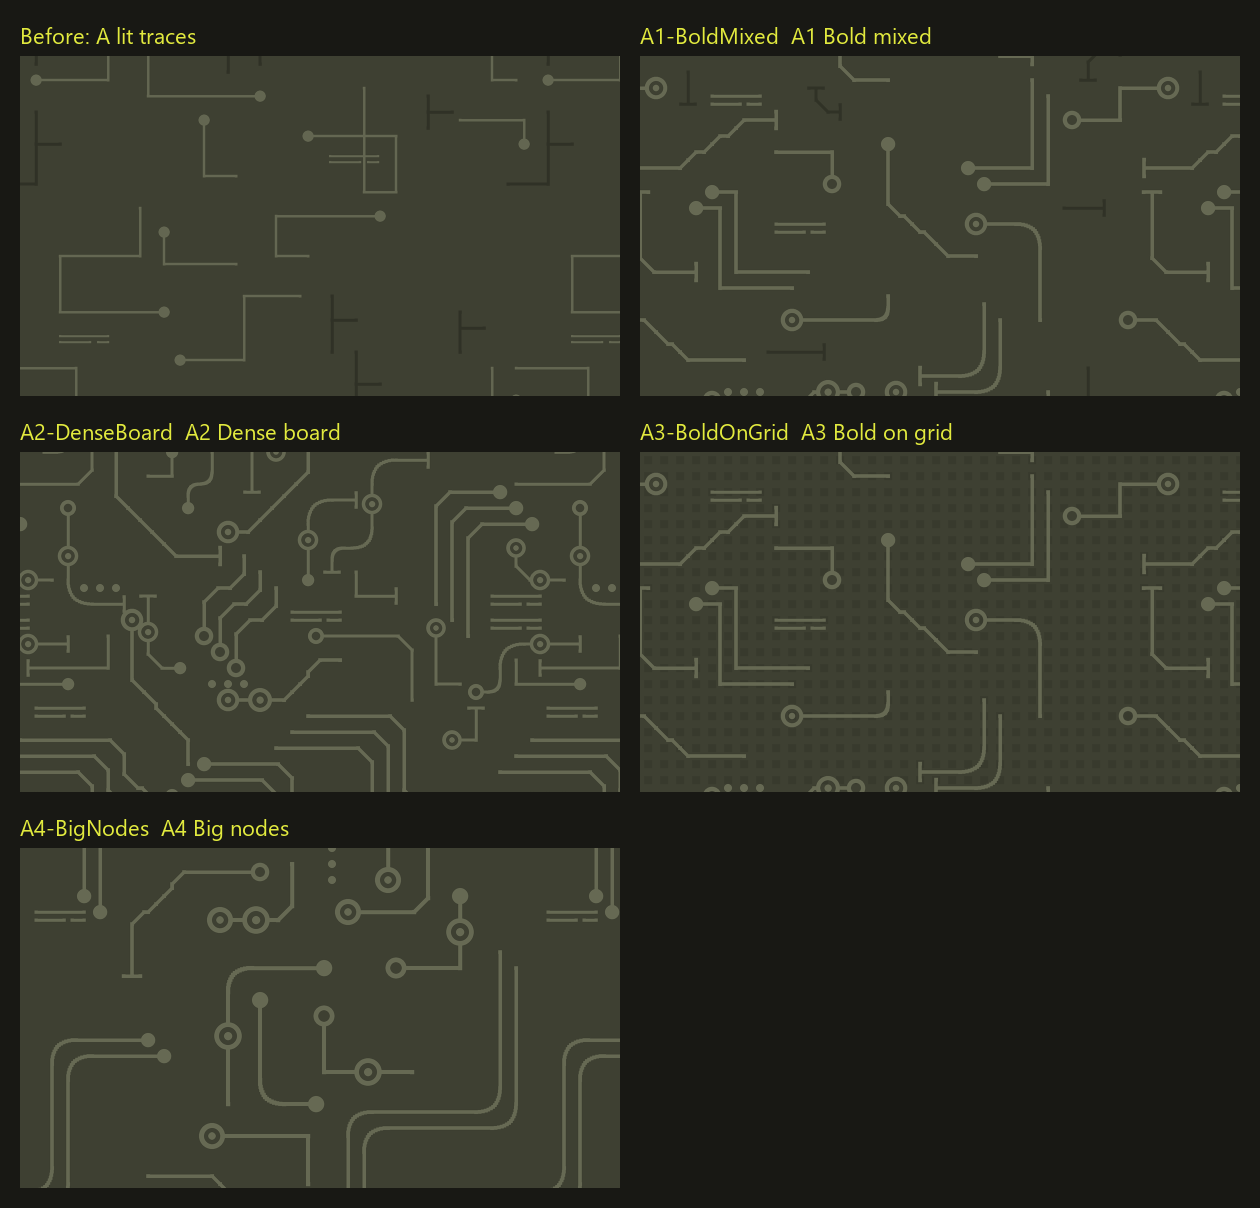 Before: A lit traces
A1-BoldMixed  A1 Bold mixed
A2-DenseBoard  A2 Dense board
A3-BoldOnGrid  A3 Bold on grid
A4-BigNodes  A4 Big nodes